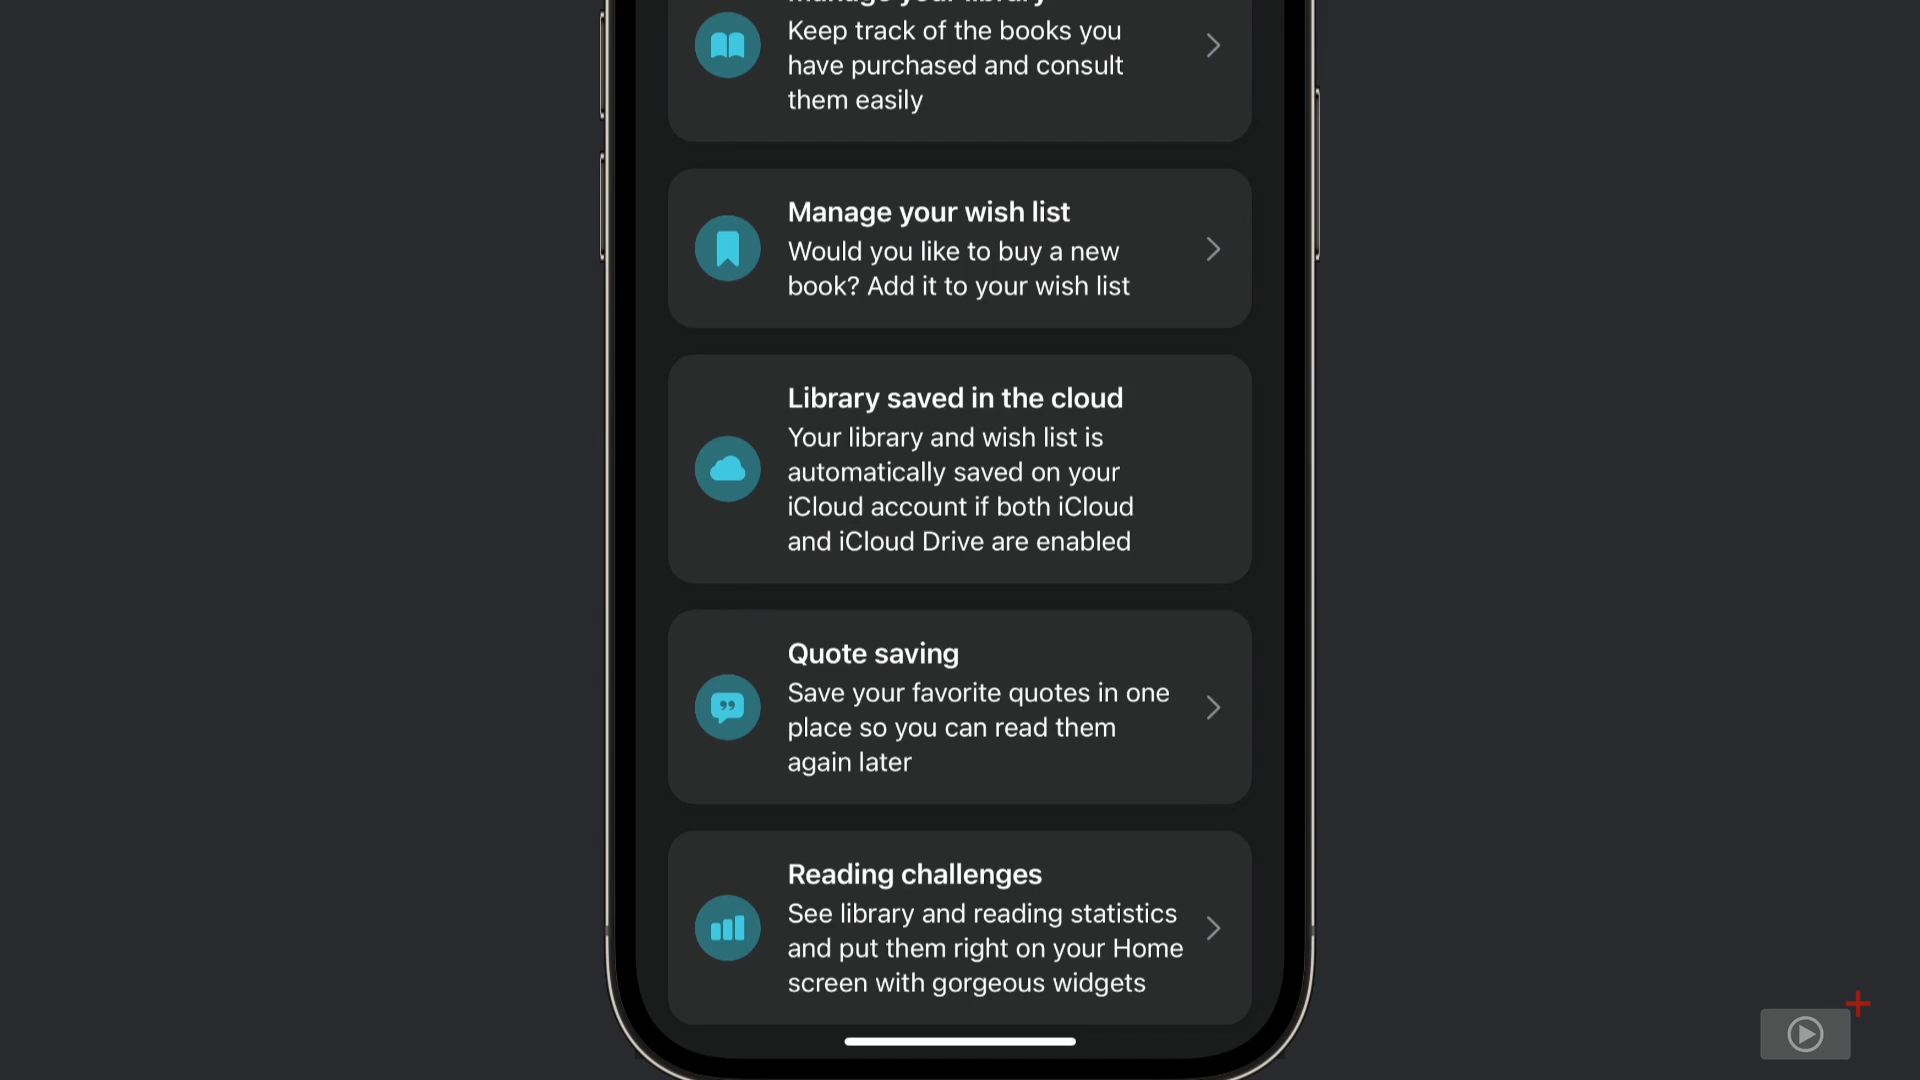 Manage your library
Keep track of the books you
have purchased and consult
them easily
Manage your wish list
Would you like to buy a new
book? Add it to your wish list
Library saved in the cloud
Your library and wish list is
automatically saved on your
iCloud account if both iCloud
and iCloud Drive are enabled
Quote saving
Save your favorite quotes in one
place so you can read them
again later
Reading challenges
See library and reading statistics
and put them right on your Home
screen with gorgeous widgets